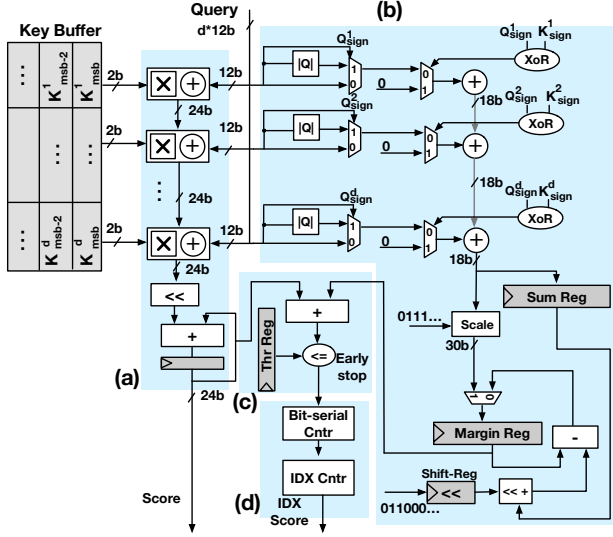 Query
d*12b
(b)
Key Buffer
Q¹sign
Q¹sign K¹sign
... K¹msb-2 K¹msb
2b
12b
|Q|
1
0
0
0
1
XoR
24b
18b
Q²sign
Q²sign K²sign
... ... ...
2b
12b
|Q|
1
0
0
0
1
XoR
...
24b
18b
Qᵈsign
Qᵈsign Kᵈsign
... Kᵈmsb-2 Kᵈmsb
2b
12b
|Q|
1
0
0
0
1
XoR
24b
18b
<<
+
(a)
24b
Score
Thr Reg
+
<=
Early
stop
(c)
Bit-serial
Cntr
IDX Cntr
(d)
IDX
Score
Sum Reg
0111...
Scale
30b
0
1
Margin Reg
-
Shift-Reg
<<
<< +
011000...